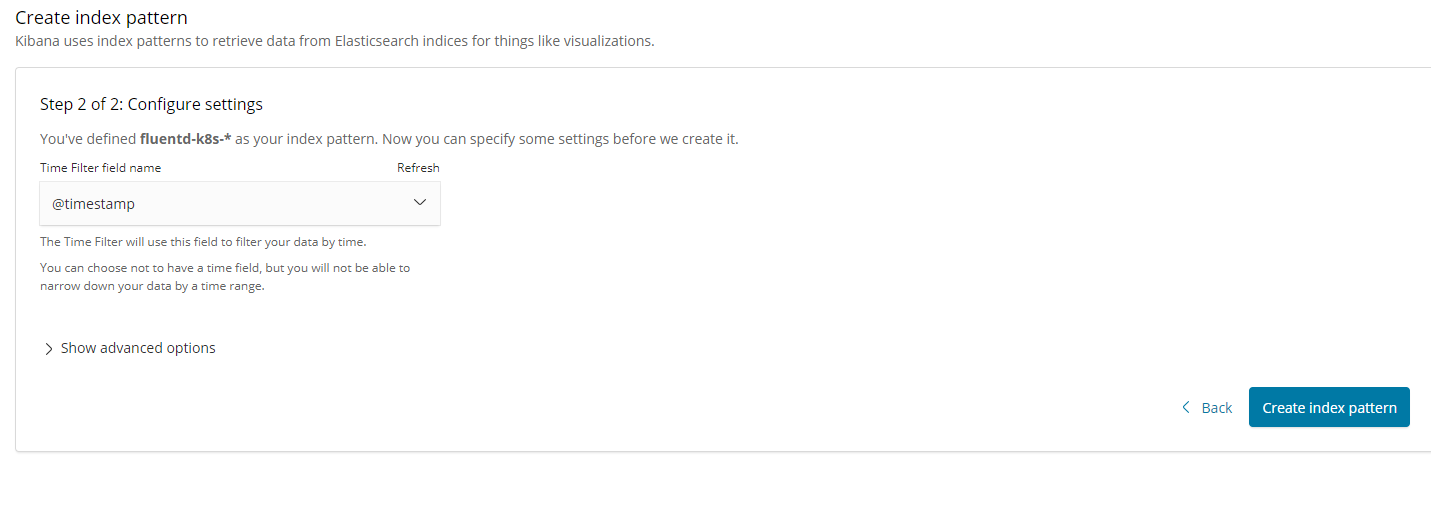 Create index pattern
Kibana uses index patterns to retrieve data from Elasticsearch indices for things like visualizations.
Step 2 of 2: Configure settings
You've defined fluentd-k8s-* as your index pattern. Now you can specify some settings before we create it.
Time Filter field name Refresh
@timestamp
The Time Filter will use this field to filter your data by time.
You can choose not to have a time field, but you will not be able to
narrow down your data by a time range.
Show advanced options
Back Create index pattern